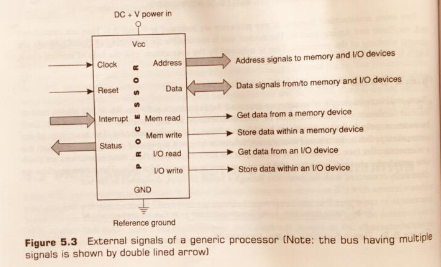 DC + V power in
Vcc
Clock
Address
Address signals to memory and I/O devices
Reset
Data
Data signals from/to memory and I/O devices
PROCESSOR
Interrupt
Mem read
Get data from a memory device
Status
Mem write
Store data within a memory device
I/O read
Get data from an I/O device
I/O write
Store data within an I/O device
GND
Reference ground
Figure 5.3 External signals of a generic processor (Note: the bus having multiple
signals is shown by double lined arrow)